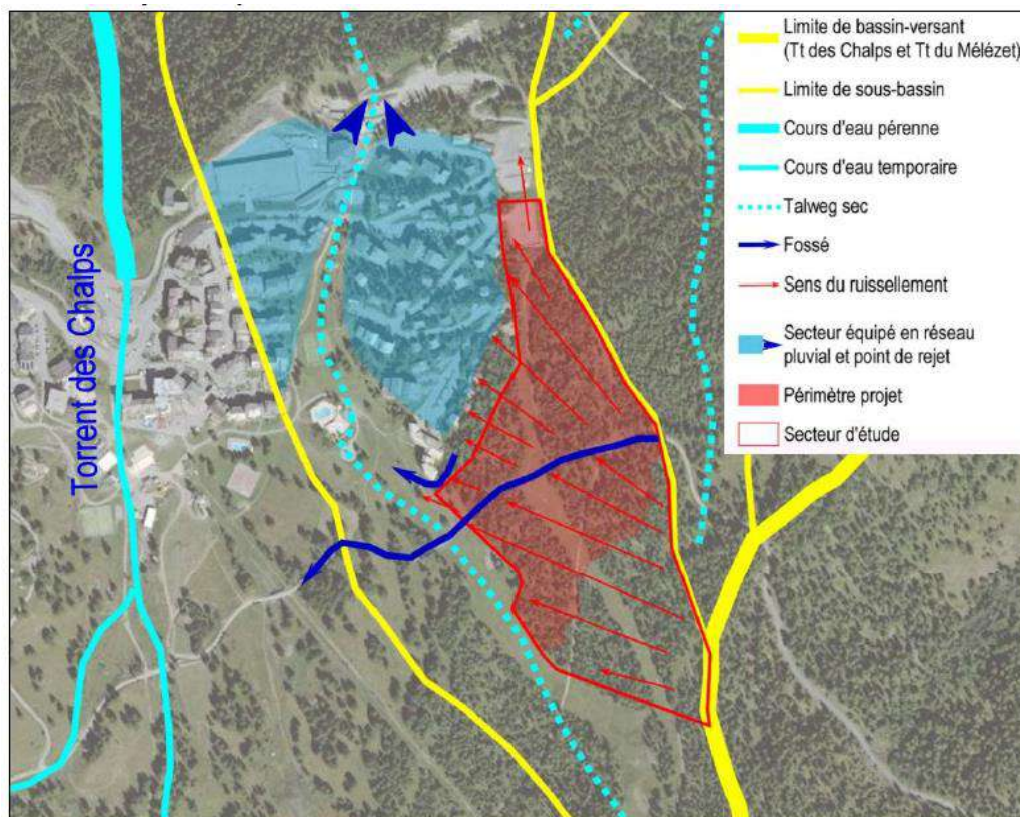 Limite de bassin-versant
(Tt des Chalps et Tt du Mélézet)
Limite de sous-bassin
Cours d'eau pérenne
Cours d'eau temporaire
Talweg sec
Fossé
Sens du ruissellement
Secteur équipé en réseau
pluvial et point de rejet
Périmètre projet
Secteur d'étude
Torrent des Chalps